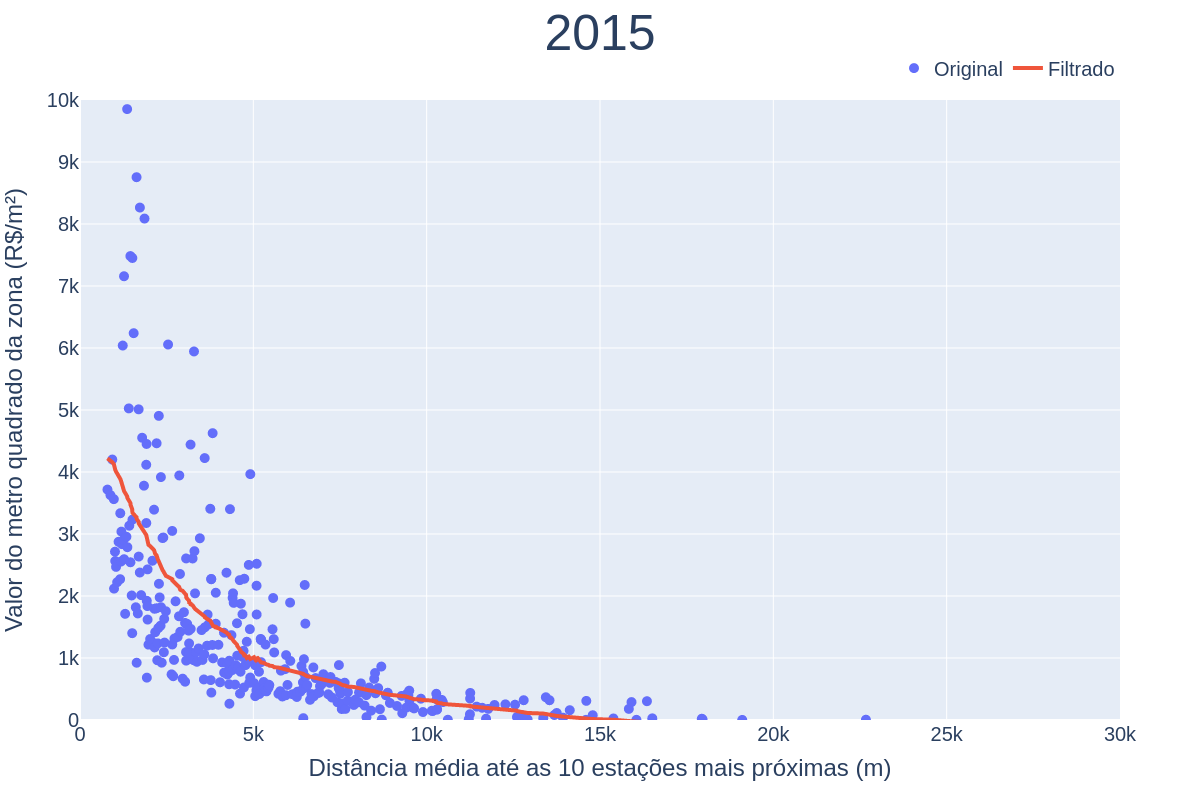 2015
Original
Filtrado
Valor do metro quadrado da zona (R$/m²)
10k
9k
8k
7k
6k
5k
4k
3k
2k
1k
0
0 5k 10k 15k 20k 25k 30k
Distância média até as 10 estações mais próximas (m)